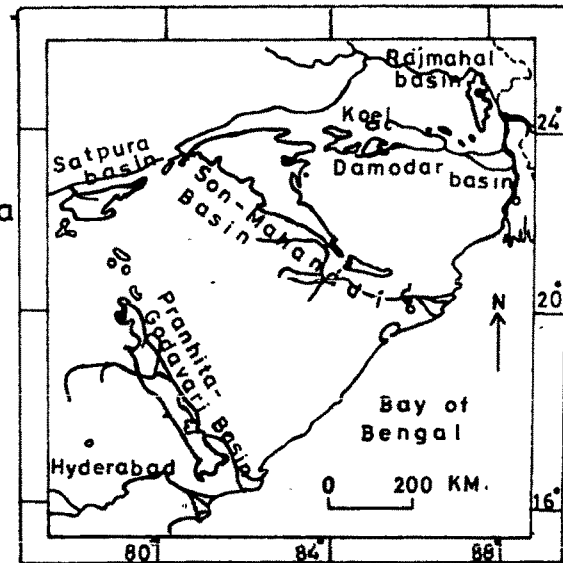 Rajmahal
basin
Koel
24°
Damodar
basin
Satpura
basin
Son-Mahanadi
Basin
a
N
20°
Pranhita-
Godavari Basin
Bay of
Bengal
Hyderabad
0 200 KM.
16°
80° 84° 88°